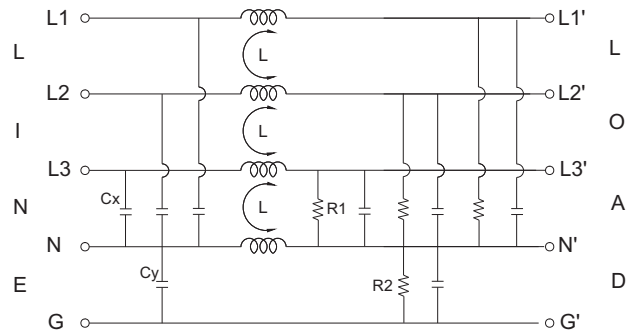 L1 L1'
L L
L
L2 L2'
I O
L
L3 L3'
Cx
N R1 A
L
N N'
Cy
E R2 D
G G'